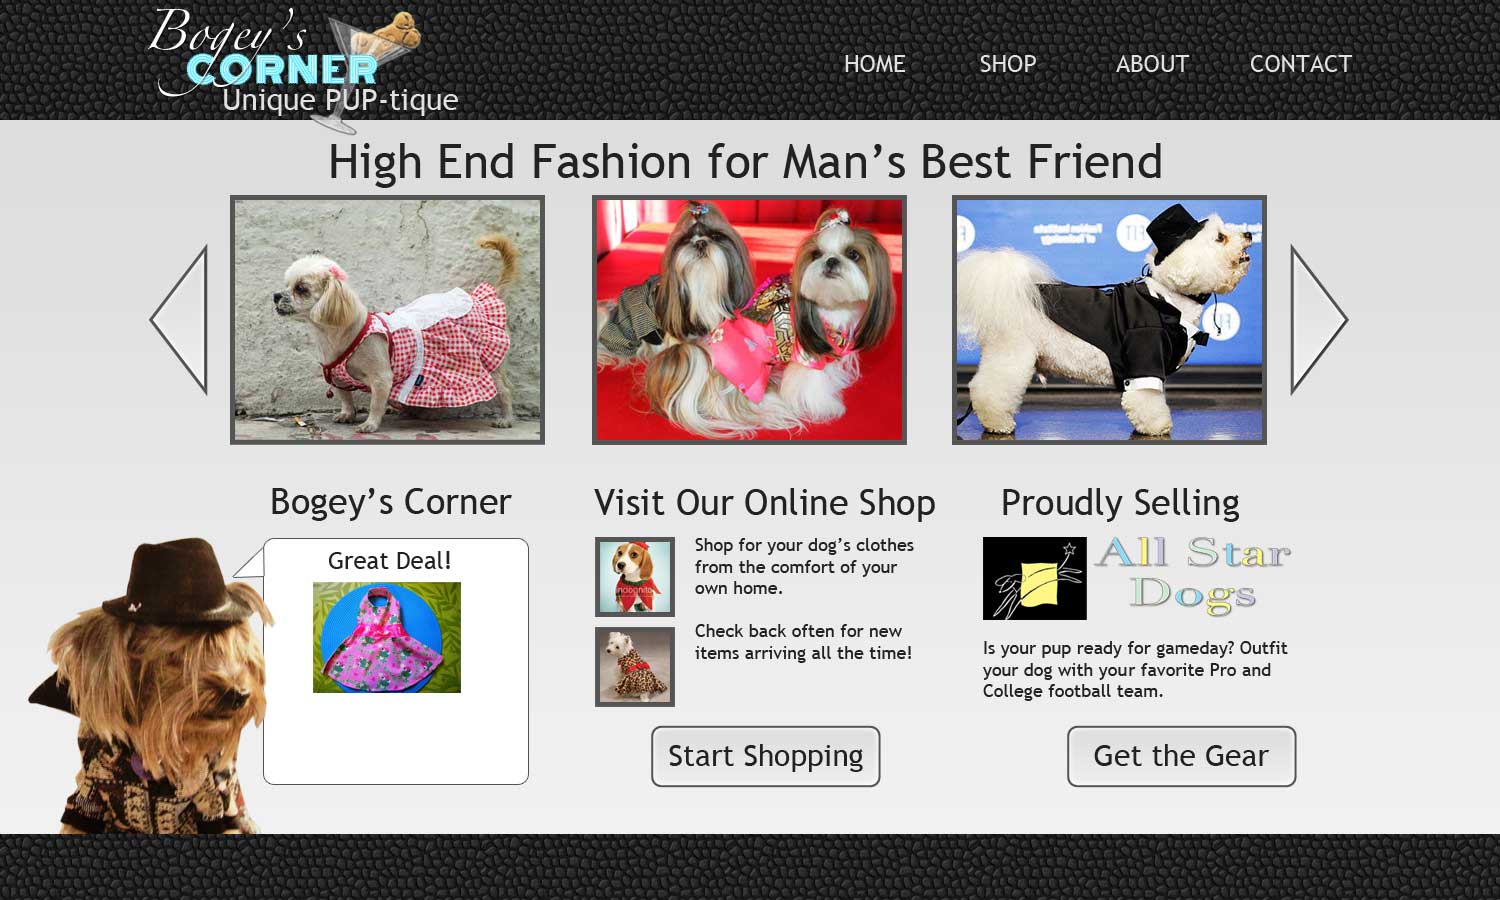 Bogey's
CORNER
Unique PUP-tique
HOME SHOP ABOUT CONTACT
High End Fashion for Man's Best Friend
Bogey's Corner
Great Deal!
Visit Our Online Shop
Shop for your dog's clothes
from the comfort of your
own home.
Check back often for new
items arriving all the time!
Start Shopping
Proudly Selling
All Star
Dogs
Is your pup ready for gameday? Outfit
your dog with your favorite Pro and
College football team.
Get the Gear